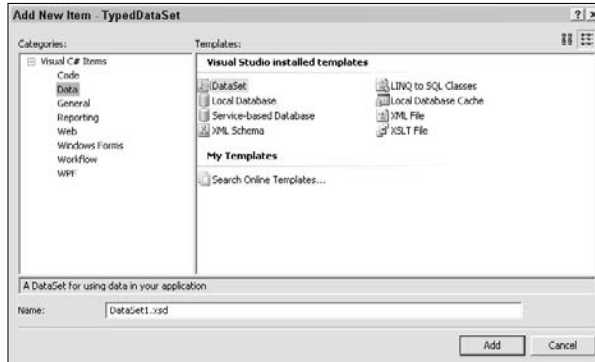 Add New Item - TypedDataSet
Categories:
Templates:
Visual C# Items
Code
Data
General
Reporting
Web
Windows Forms
Workflow
WPF
Visual Studio installed templates
DataSet
LINQ to SQL Classes
Local Database
Local Database Cache
Service-based Database
XML File
XML Schema
XSLT File
My Templates
Search Online Templates...
A DataSet for using data in your application
Name:
DataSet1.xsd
Add
Cancel